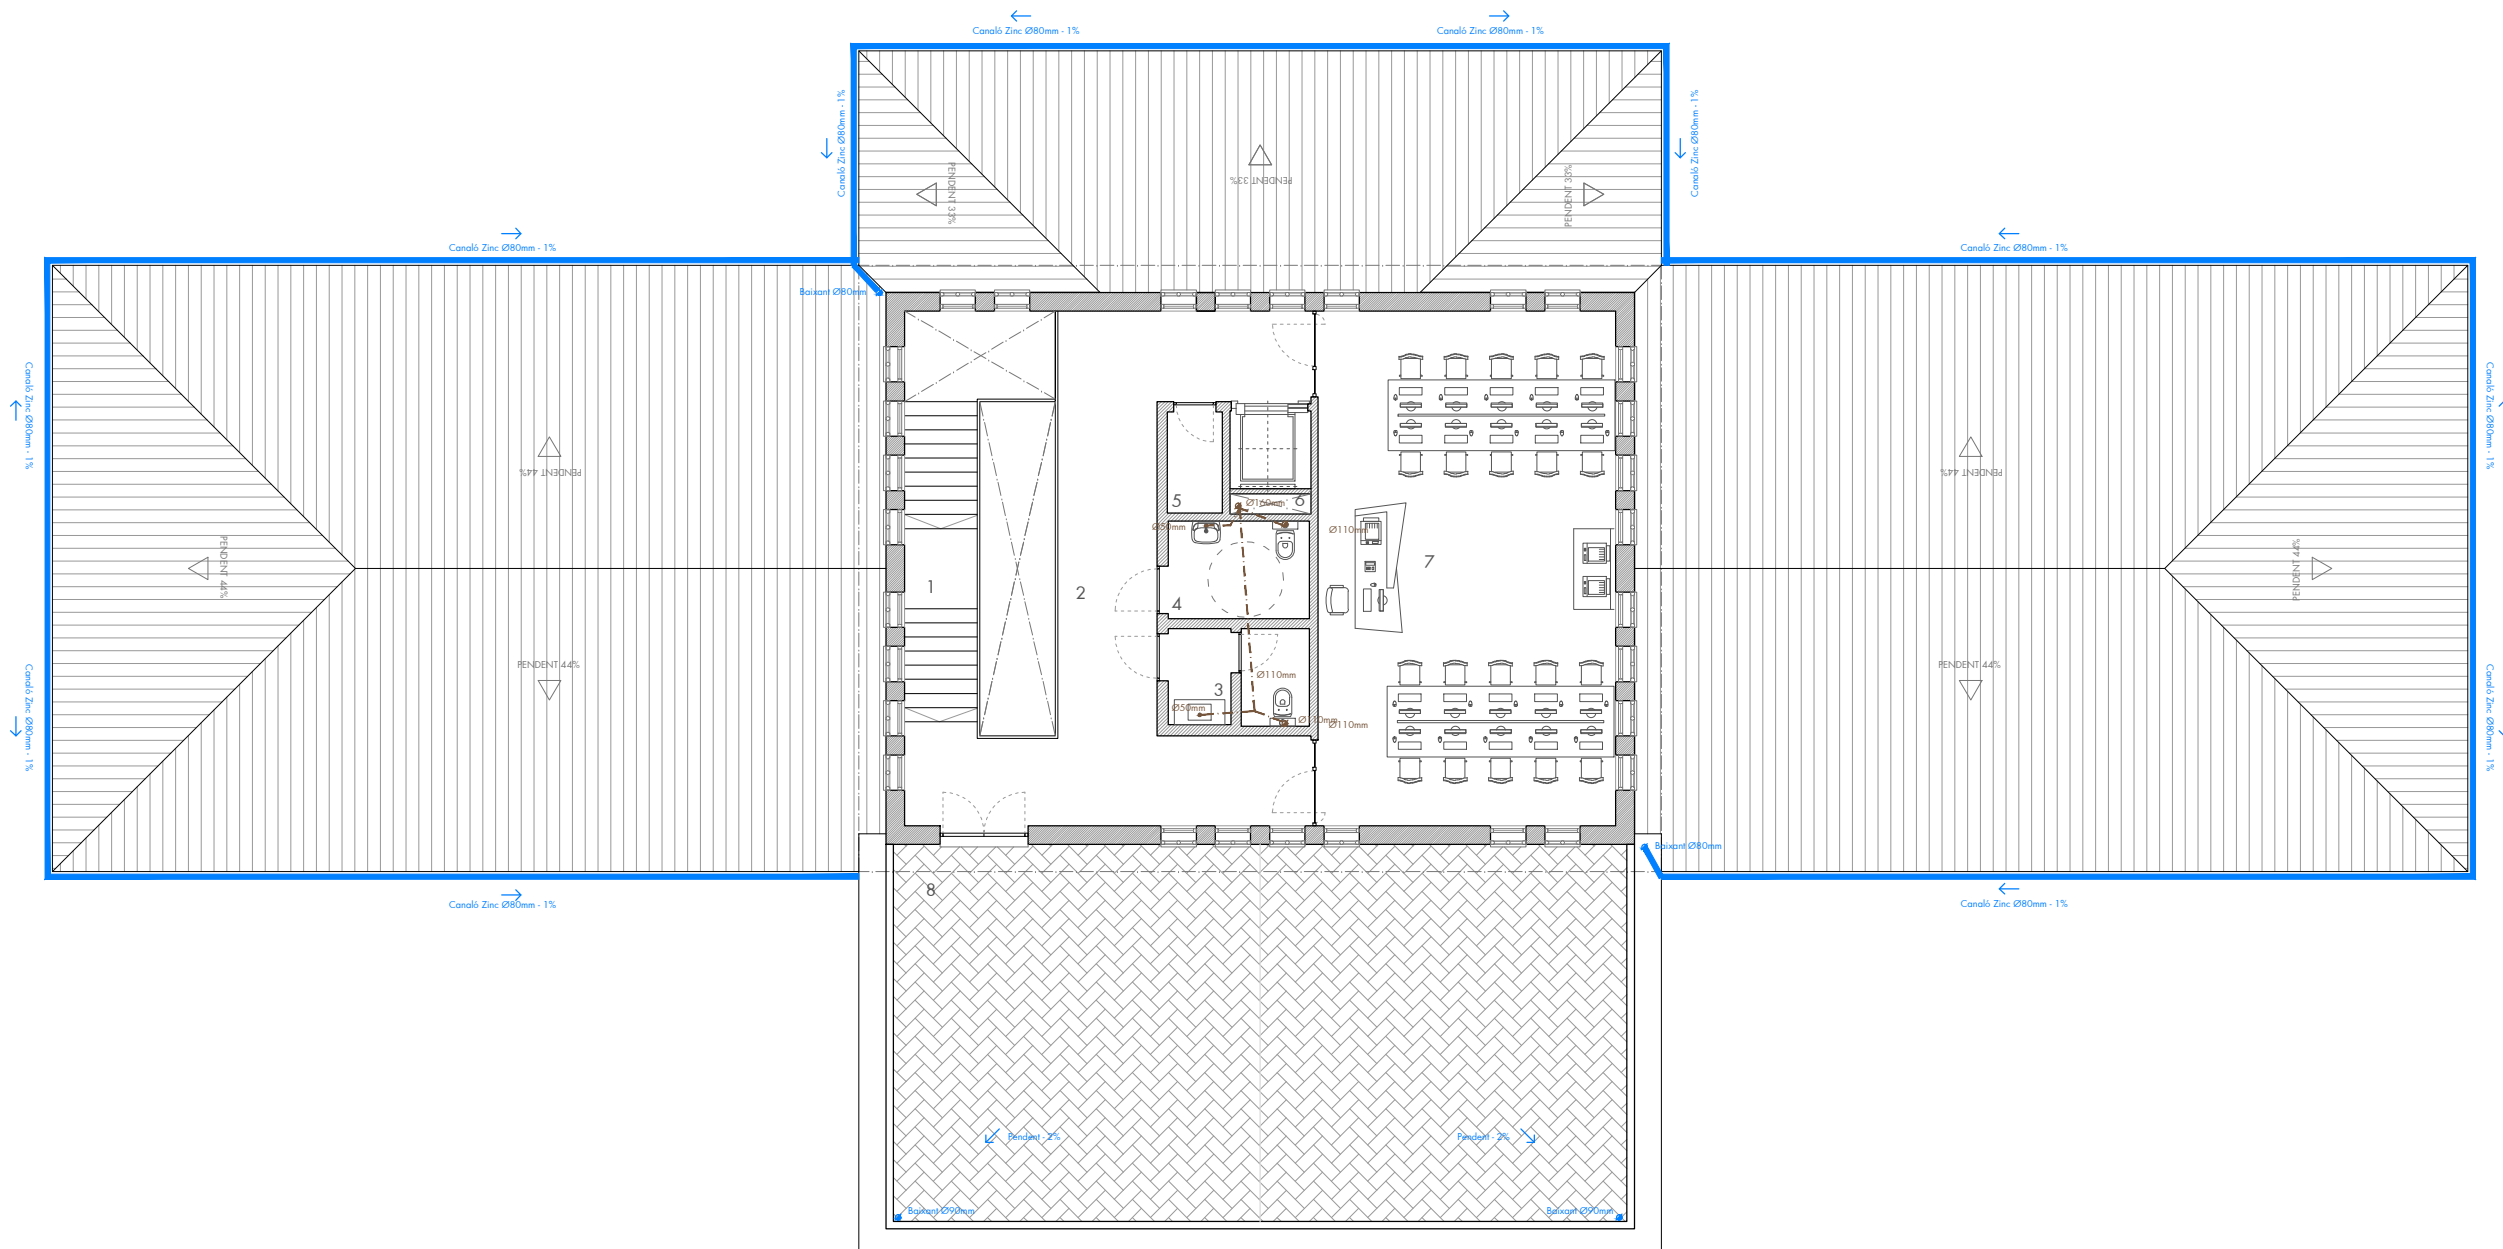 Canaló Zinc Ø80mm - 1%
Canaló Zinc Ø80mm - 1%
Canaló Zinc Ø80mm - 1%
Canaló Zinc Ø80mm - 1%
PENDENT 33%
PENDENT 33%
PENDENT 33%
Canaló Zinc Ø80mm - 1%
Canaló Zinc Ø80mm - 1%
Baixant Ø80mm
Canaló Zinc Ø80mm - 1%
Canaló Zinc Ø80mm - 1%
PENDENT 44%
PENDENT 44%
5
6
Ø160mm
Ø50mm
Ø110mm
7
PENDENT 44%
PENDENT 44%
1
2
4
PENDENT 44%
PENDENT 44%
Ø110mm
3
Ø50mm
Ø110mm
Ø110mm
Canaló Zinc Ø80mm - 1%
Canaló Zinc Ø80mm - 1%
Baixant Ø80mm
8
Canaló Zinc Ø80mm - 1%
Canaló Zinc Ø80mm - 1%
Pendent - 2%
Pendent - 2%
Baixant Ø90mm
Baixant Ø90mm